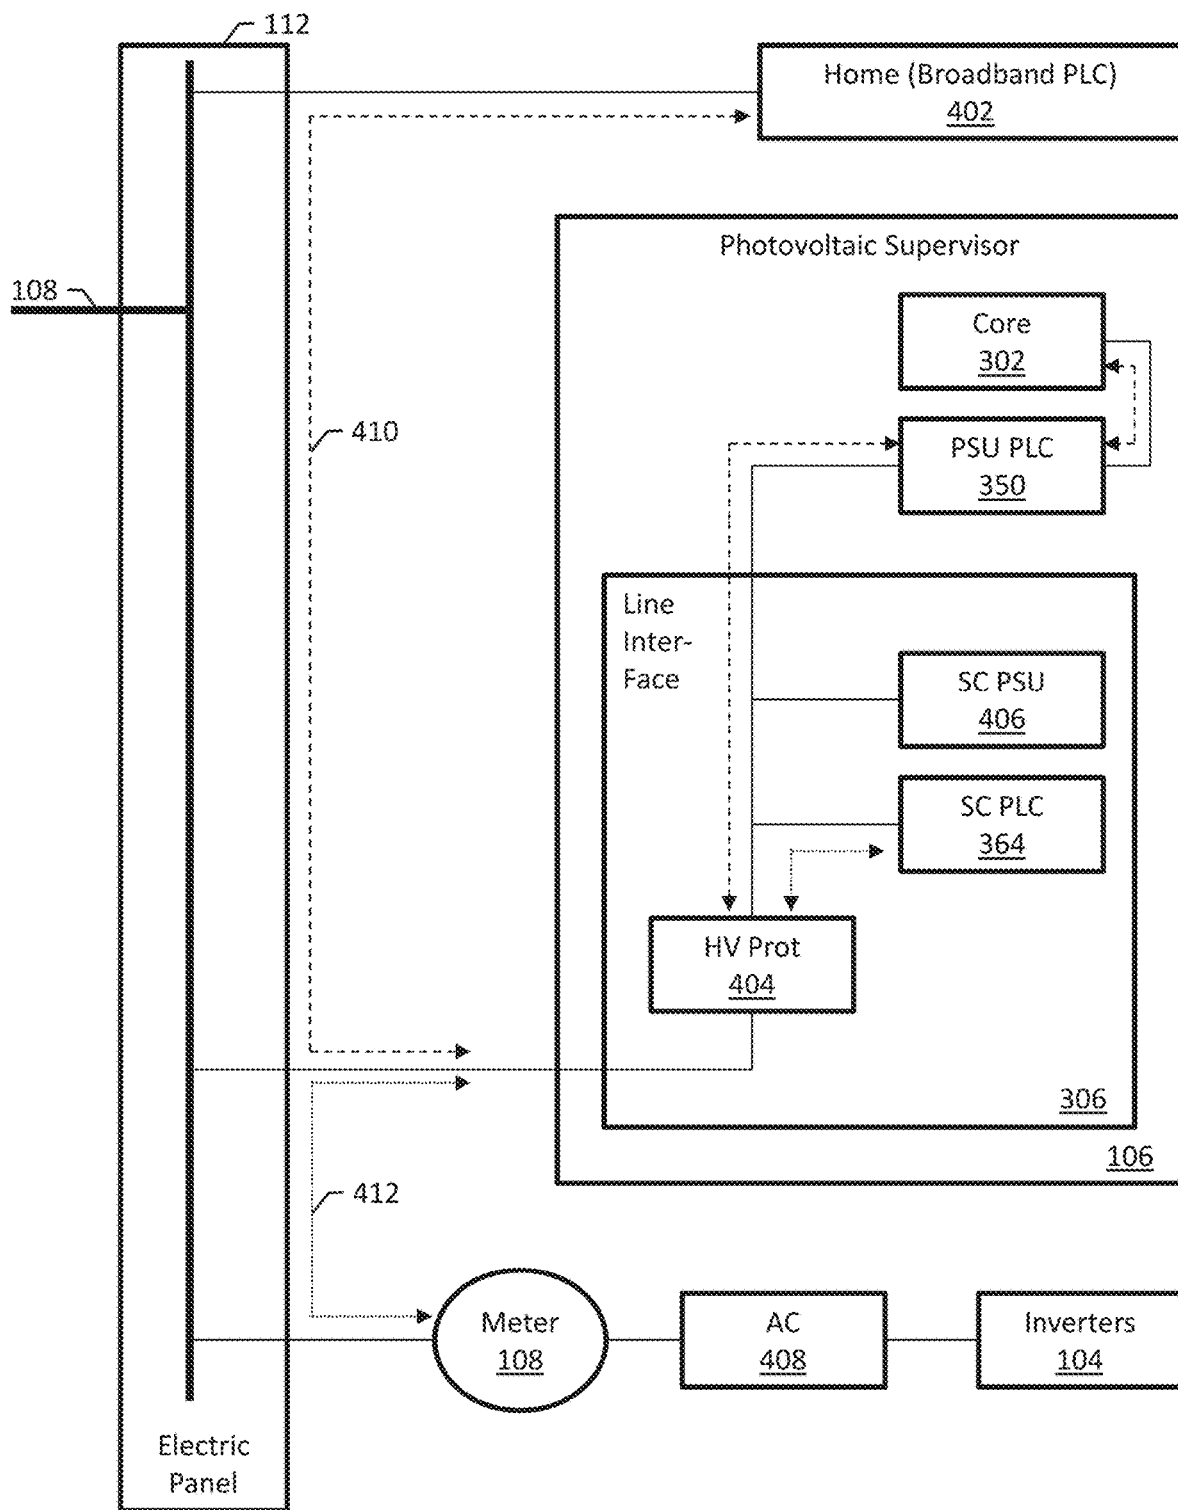 112
Home (Broadband PLC)
402
Photovoltaic Supervisor
108
Core
302
410
PSU PLC
350
Line
Inter-
Face
SC PSU
406
SC PLC
364
HV Prot
404
306
106
412
Meter
108
AC
408
Inverters
104
Electric
Panel